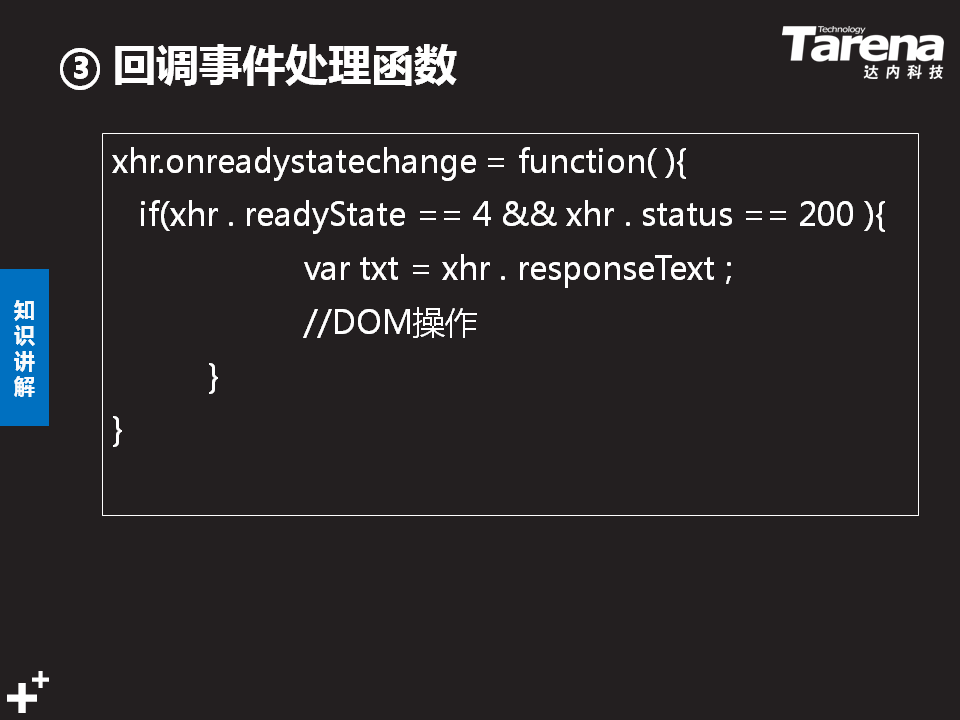 ③ 回调事件处理函数
Technology
Tarena
达内科技
xhr.onreadystatechange = function( ){
if(xhr . readyState == 4 && xhr . status == 200 ){
var txt = xhr . responseText ;
//DOM操作
}
}
知识讲解